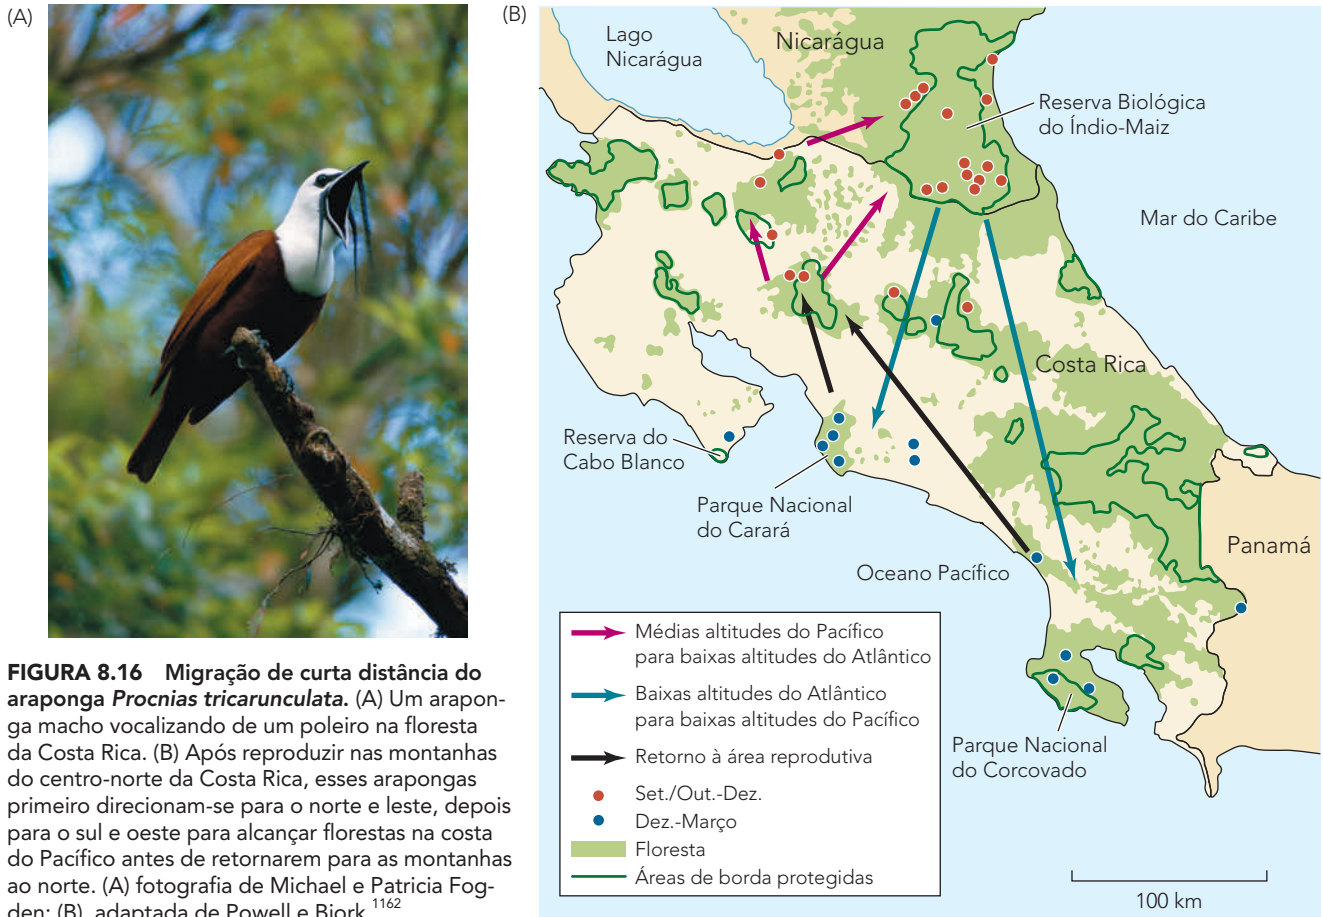 (A)
FIGURA 8.16 Migração de curta distância do
araponga Procnias tricarunculata. (A) Um arapon-
ga macho vocalizando de um poleiro na floresta
da Costa Rica. (B) Após reproduzir nas montanhas
do centro-norte da Costa Rica, esses arapongas
primeiro direcionam-se para o norte e leste, depois
para o sul e oeste para alcançar florestas na costa
do Pacífico antes de retornarem para as montanhas
ao norte. (A) fotografia de Michael e Patricia Fog-
den; (B), adaptada de Powell e Bjork.1162
(B)
Lago
Nicarágua
Nicarágua
Reserva Biológica
do Índio-Maiz
Mar do Caribe
Costa Rica
Reserva do
Cabo Blanco
Parque Nacional
do Carará
Oceano Pacífico
Panamá
Parque Nacional
do Corcovado
Médias altitudes do Pacífico
para baixas altitudes do Atlântico
Baixas altitudes do Atlântico
para baixas altitudes do Pacífico
Retorno à área reprodutiva
Set./Out.-Dez.
Dez.-Março
Floresta
Áreas de borda protegidas
100 km